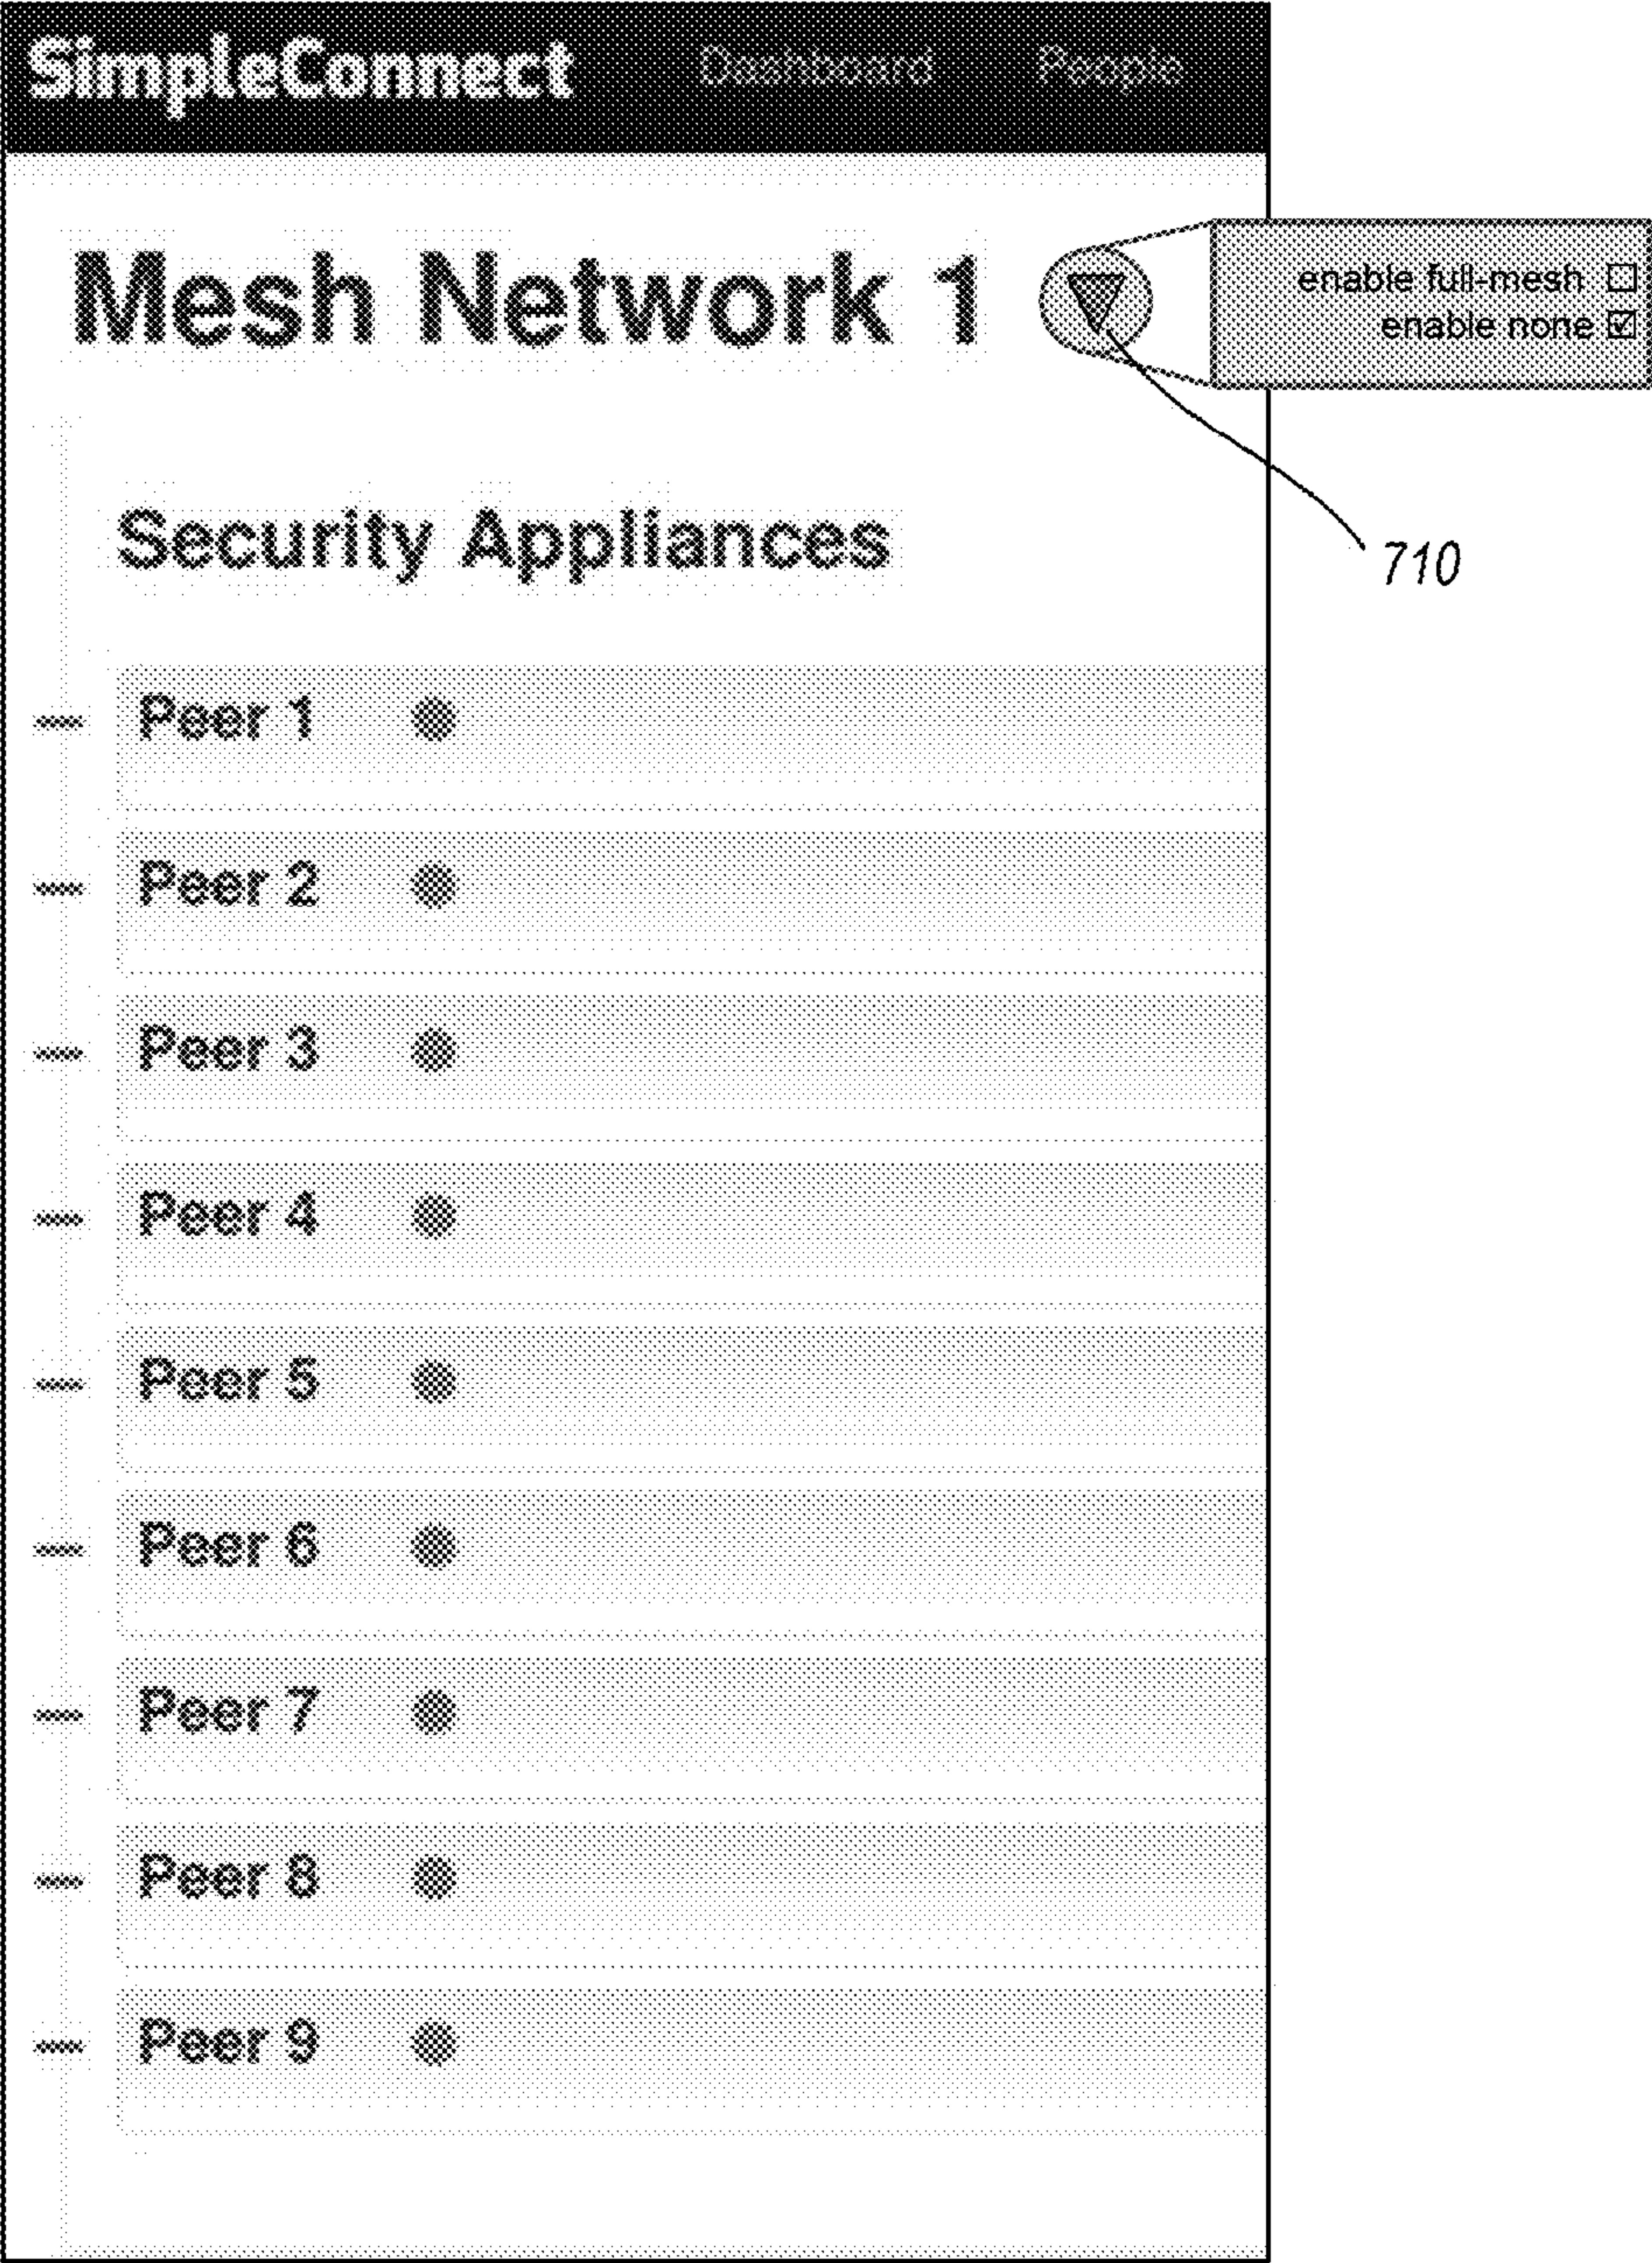 SimpleConnect Dashboard People
Mesh Network 1
enable full-mesh
enable none
710
Security Appliances
Peer 1
Peer 2
Peer 3
Peer 4
Peer 5
Peer 6
Peer 7
Peer 8
Peer 9